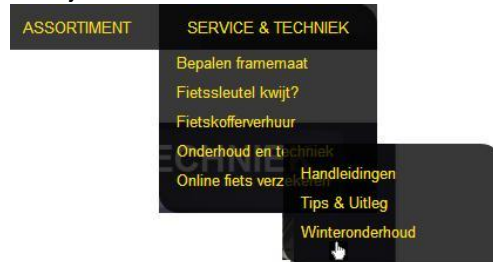 ASSORTIMENT SERVICE & TECHNIEK
Bepalen framemaat
Fietssleutel kwijt?
Fietskofferverhuur
Onderhoud en techniek
Online fiets verzekeren
Handleidingen
Tips & Uitleg
Winteronderhoud